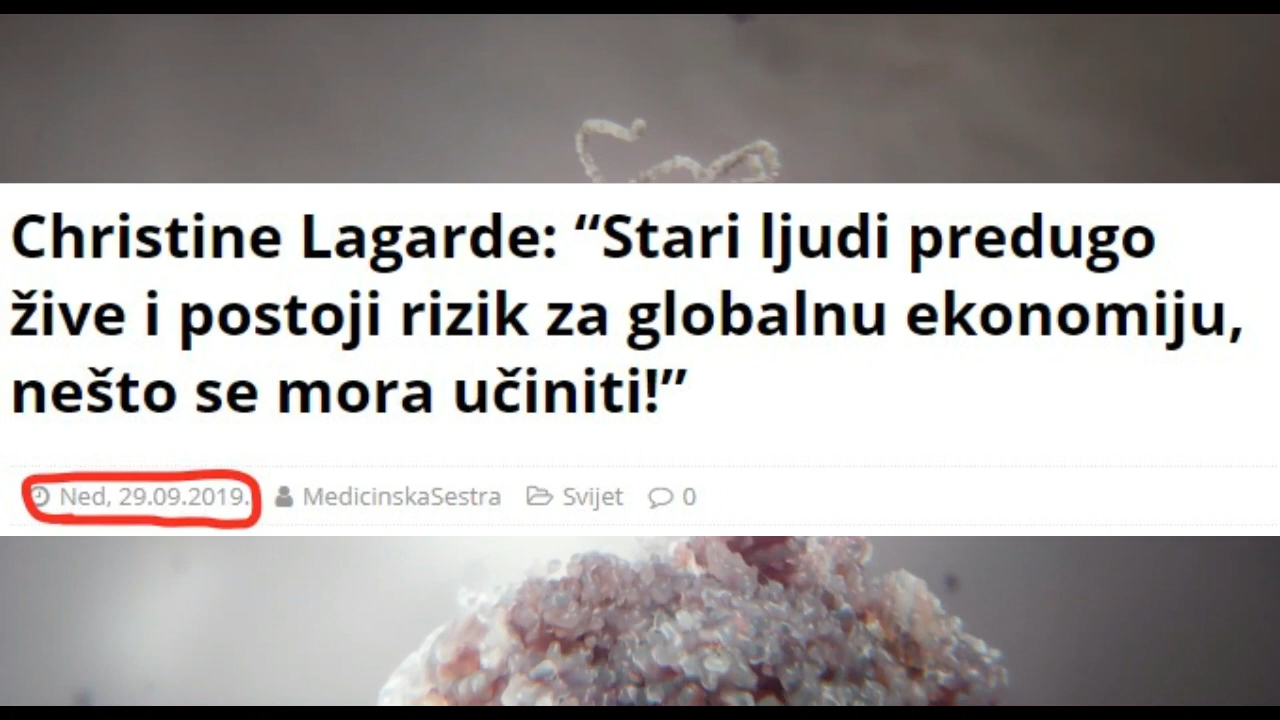 Christine Lagarde: “Stari ljudi predugo
žive i postoji rizik za globalnu ekonomiju,
nešto se mora učiniti!”
Ned, 29.09.2019. MedicinskaSestra Svijet 0